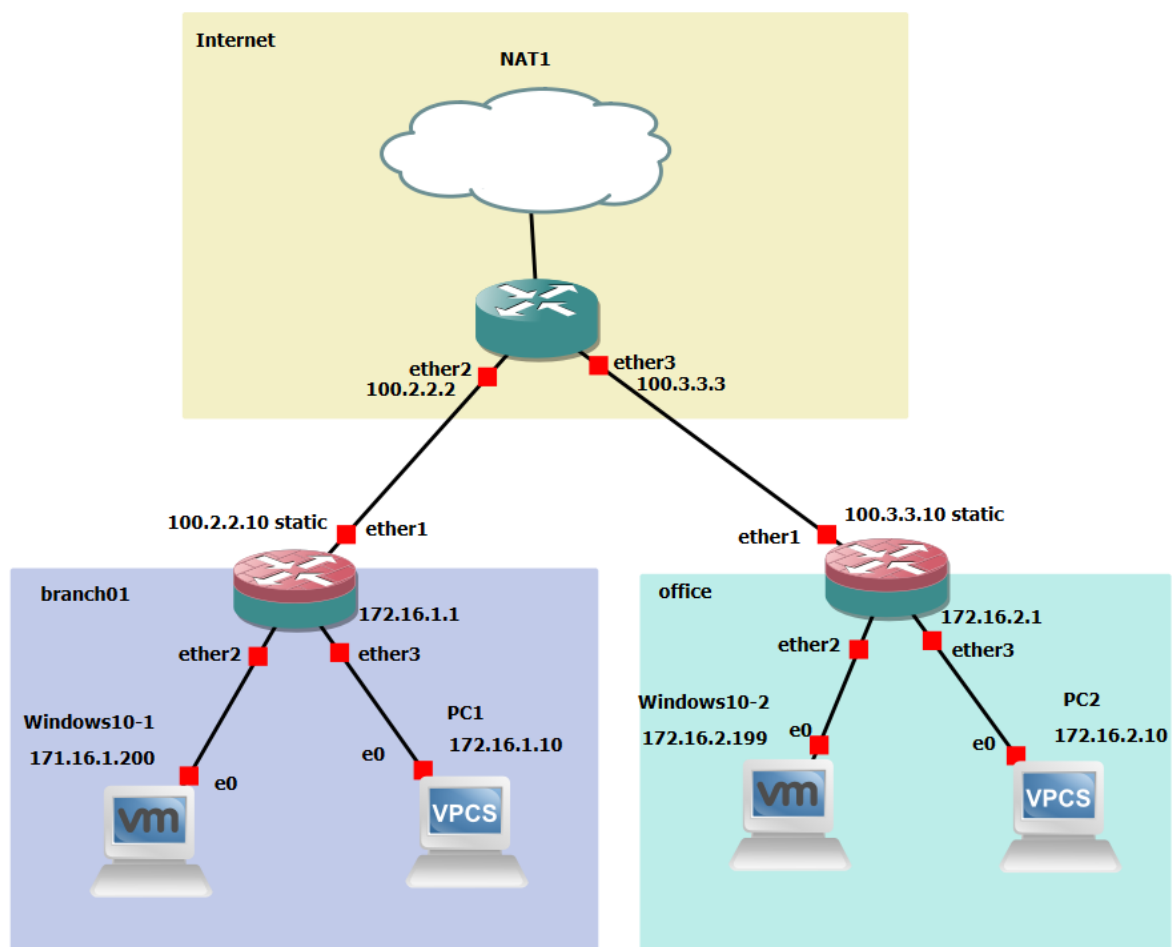 Internet
NAT1
ether2
100.2.2.2
ether3
100.3.3.3
100.2.2.10 static
ether1
100.3.3.10 static
ether1
branch01
172.16.1.1
ether2
ether3
Windows10-1
171.16.1.200
e0
vm
PC1
172.16.1.10
e0
VPCS
office
172.16.2.1
ether2
ether3
Windows10-2
172.16.2.199
e0
vm
PC2
172.16.2.10
e0
VPCS